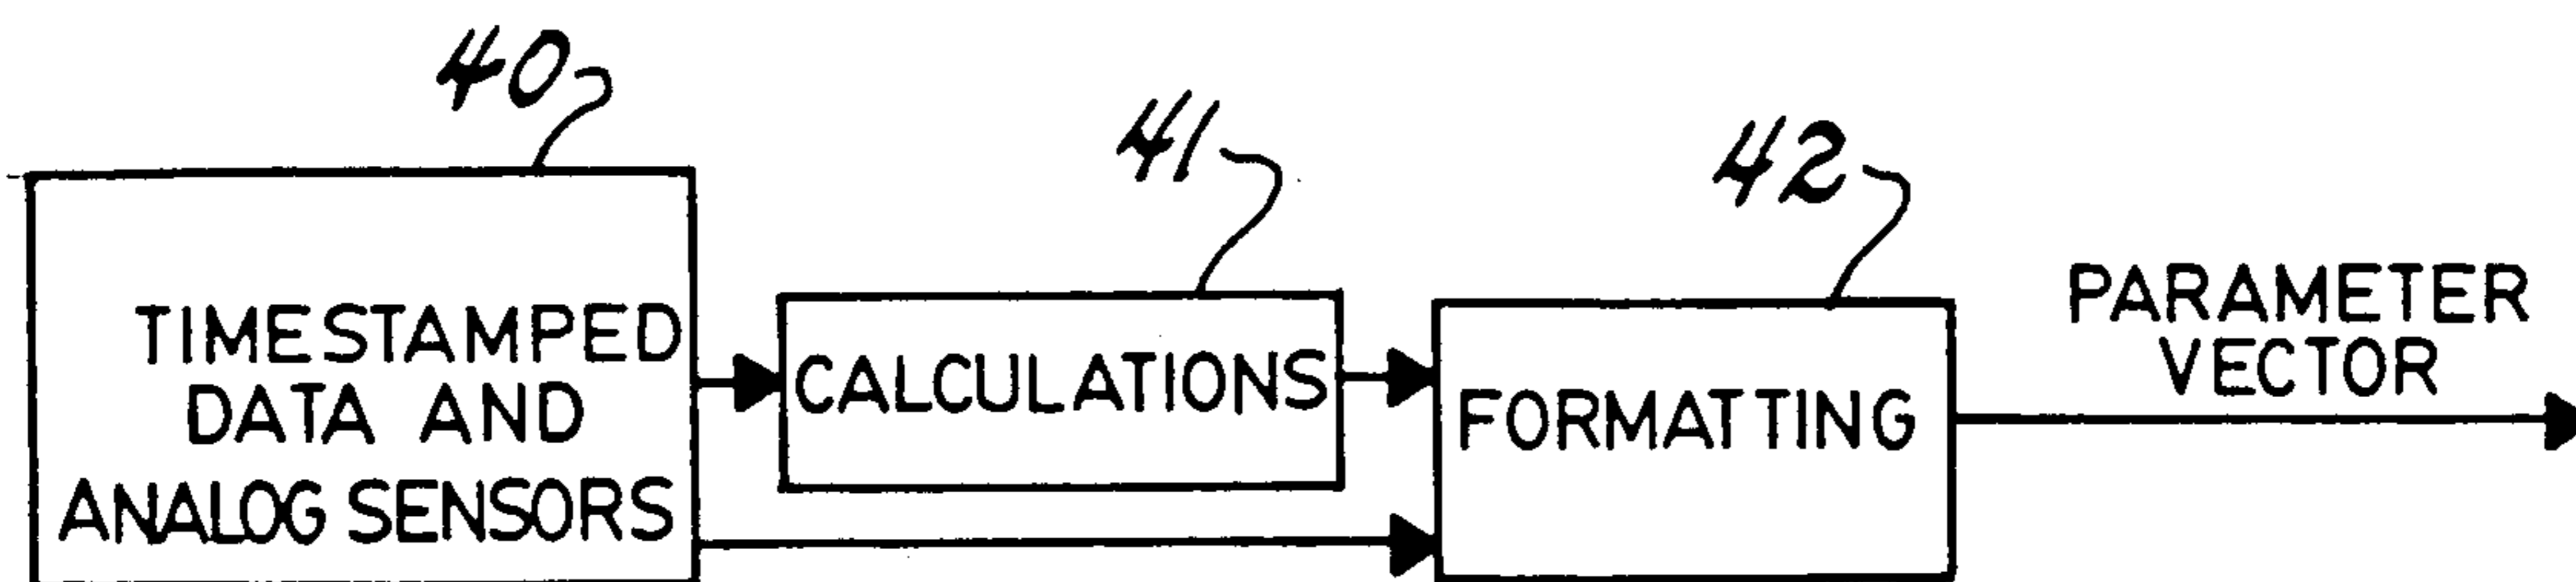 40
41
42
TIMESTAMPED
DATA AND
ANALOG SENSORS
CALCULATIONS
FORMATTING
PARAMETER
VECTOR